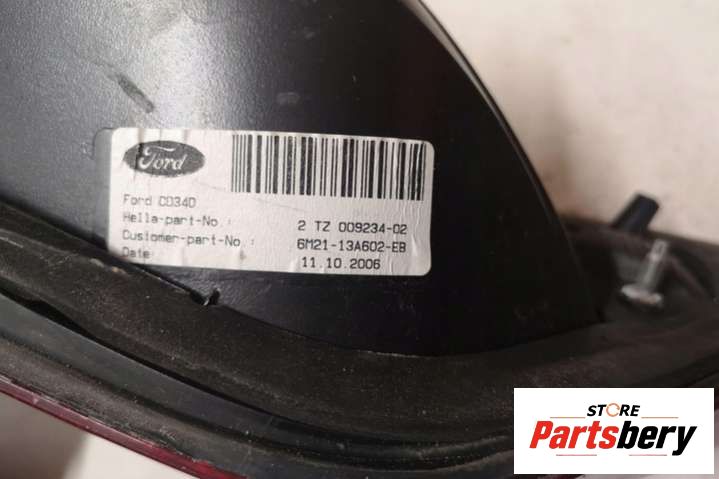 Ford
Ford CD340
Hella-part-No.: 2 TZ 009234-02
Customer-part-No.: 6M21-13A602-EB
Date: 11.10.2006
STORE
Partsbery